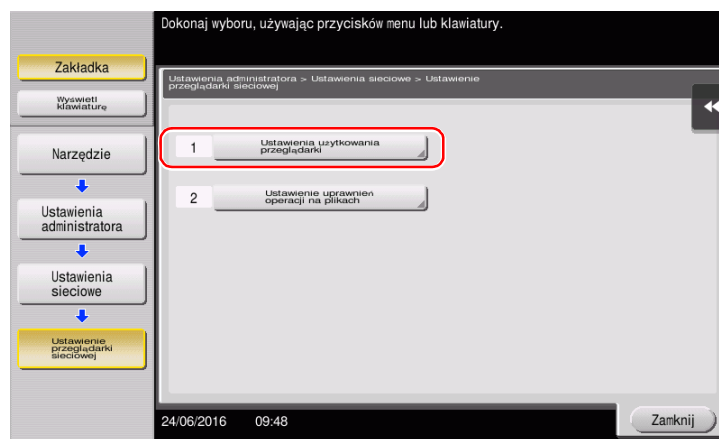 Dokonaj wyboru, używając przycisków menu lub klawiatury.
Zakładka
Wyświetl
klawiaturę
Narzędzie
Ustawienia
administratora
Ustawienia
sieciowe
Ustawienie
przeglądarki
sieciowej
Ustawienia administratora > Ustawienia sieciowe > Ustawienie
przeglądarki sieciowej
1 Ustawienia użytkowania
przeglądarki
2 Ustawienie uprawnień
operacji na plikach
24/06/2016 09:48
Zamknij